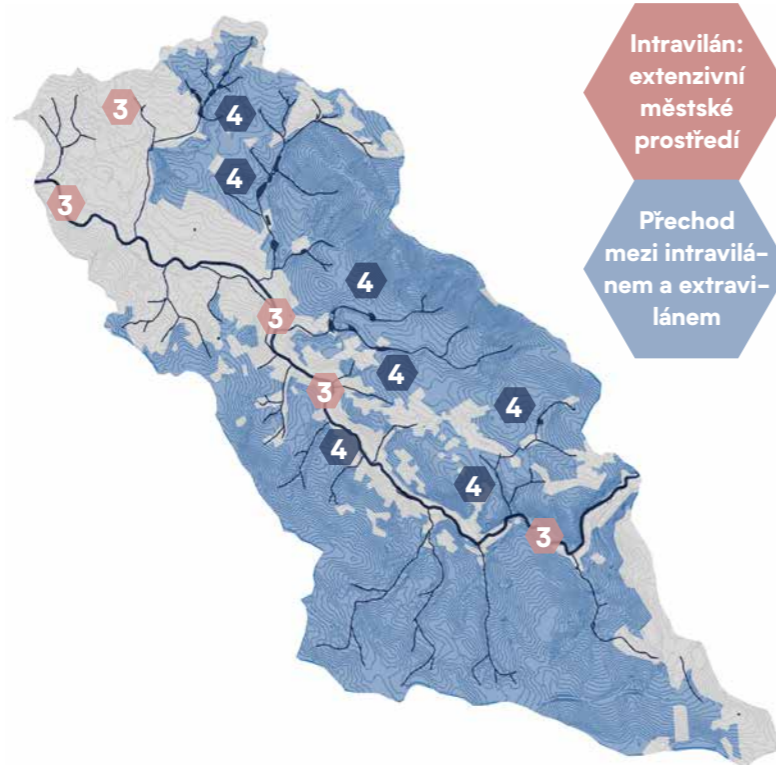 Intravilán:
extenzivní
městské
prostředí
Přechod
mezi intravilá-
nem a extravi-
lánem
3
4
4
3
4
3
4
3
4
4
4
3